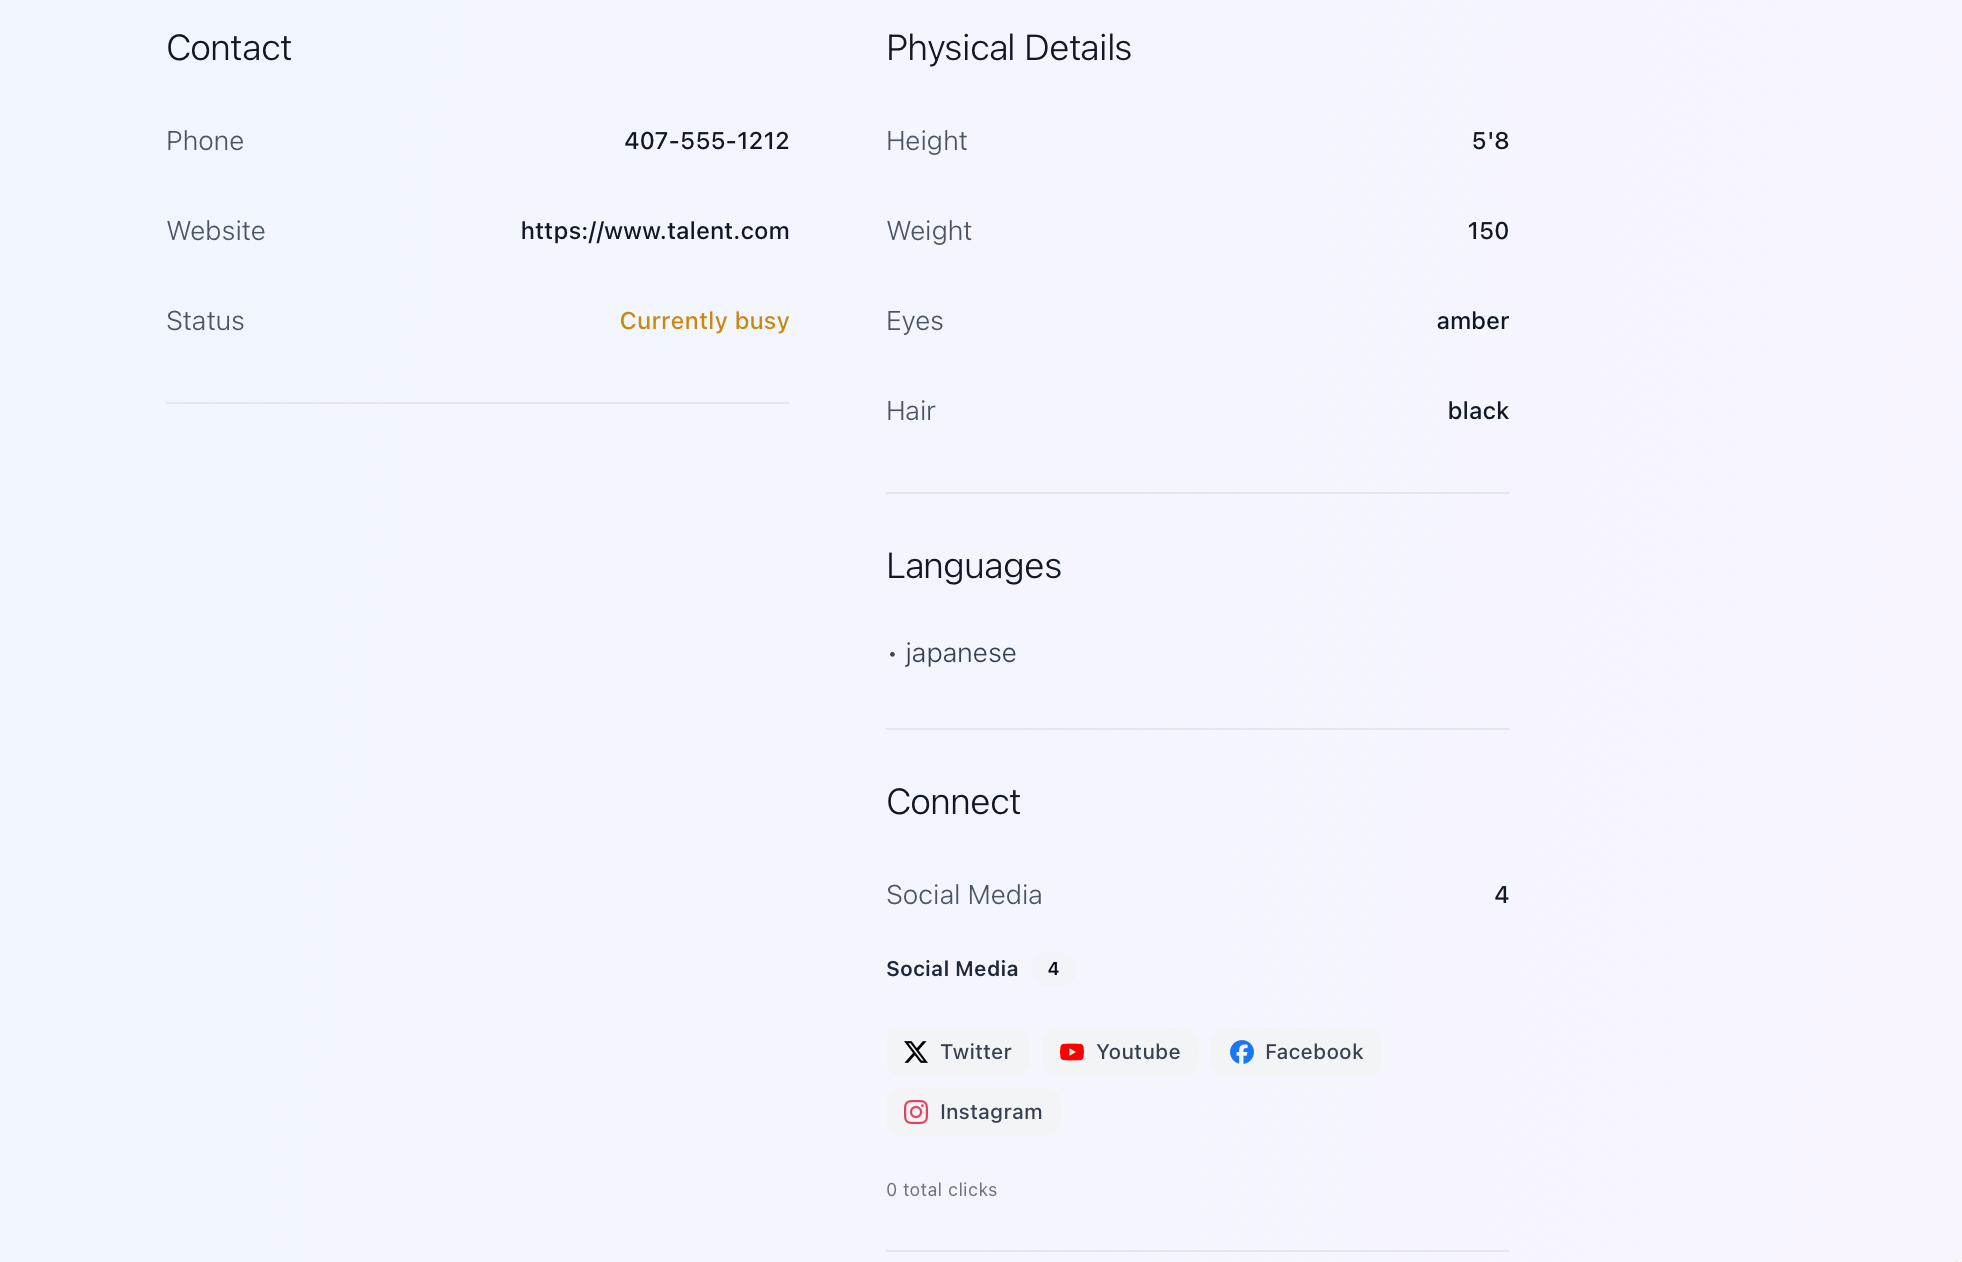 Contact
Phone 407-555-1212
Website https://www.talent.com
Status Currently busy
Physical Details
Height 5'8
Weight 150
Eyes amber
Hair black
Languages
• japanese
Connect
Social Media 4
Social Media 4
Twitter Youtube Facebook
Instagram
0 total clicks